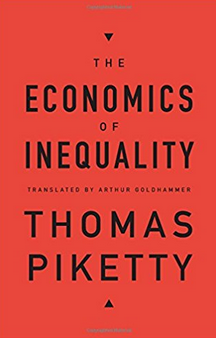 THE
ECONOMICS
OF
INEQUALITY
TRANSLATED BY ARTHUR GOLDHAMMER
THOMAS
PIKETTY